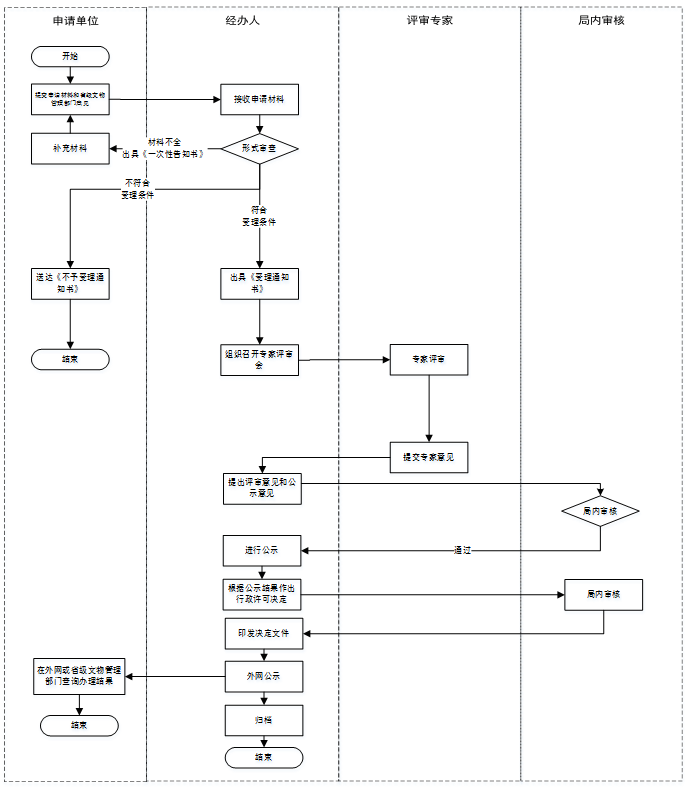 申请单位
经办人
评审专家
局内审核
开始
提交申请材料和省级文物
管理部门意见
接收申请材料
补充材料
材料不全
出具《一次性告知书》
形式审查
不符合
受理条件
符合
受理条件
送达《不予受理通
知书》
出具《受理通知
书》
结束
组织召开专家评审
会
专家评审
提交专家意见
提出评审意见和公
示意见
局内审核
进行公示
通过
根据公示结果作出
行政许可决定
局内审核
印发决定文件
在外网或省级文物管理
部门查询办理结果
外网公示
结束
归档
结束